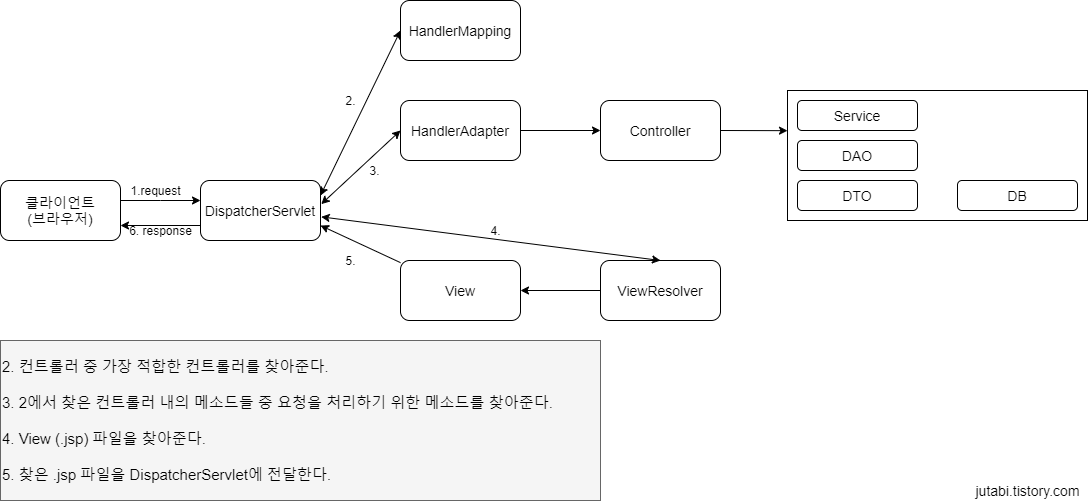 HandlerMapping
2.
HandlerAdapter
Controller
Service
DAO
DTO
DB
3.
클라이언트
(브라우저)
1.request
6. response
DispatcherServlet
4.
5.
View
ViewResolver
2. 컨트롤러 중 가장 적합한 컨트롤러를 찾아준다.
3. 2에서 찾은 컨트롤러 내의 메소드들 중 요청을 처리하기 위한 메소드를 찾아준다.
4. View (.jsp) 파일을 찾아준다.
5. 찾은 .jsp 파일을 DispatcherServlet에 전달한다.
jutabi.tistory.com